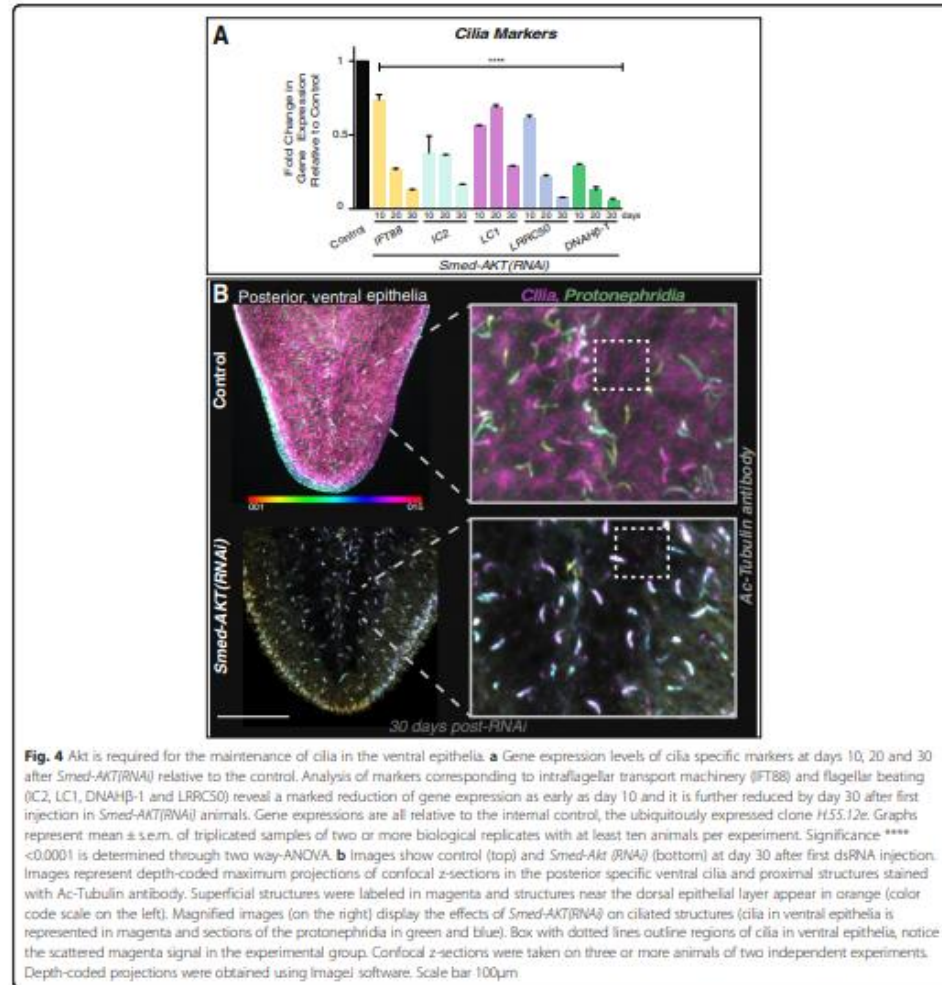 A
Cilia Markers
****
Fold Change in
Gene Expression
Relative to Control
1
0.5
0
10 20 30 10 20 30 10 20 30 10 20 30 10 20 30 days
Control
IFT88
IC2
LC1
LRRC50
DNAHβ-1
Smed-AKT(RNAi)
B
Posterior, ventral epithelia
Cilia, Protonephridia
Control
001
Smed-AKT(RNAi)
Ac-Tubulin antibody
30 days post-RNAi
Fig. 4 Akt is required for the maintenance of cilia in the ventral epithelia. a Gene expression levels of cilia specific markers at days 10, 20 and 30
after Smed-AKT(RNAi) relative to the control. Analysis of markers corresponding to intraflagellar transport machinery (IFT88) and flagellar beating
(IC2, LC1, DNAHβ-1 and LRRC50) reveal a marked reduction of gene expression as early as day 10 and it is further reduced by day 30 after first
injection in Smed-AKT(RNAi) animals. Gene expressions are all relative to the internal control, the ubiquitously expressed clone H.55.12e. Graphs
represent mean ± s.e.m. of triplicated samples of two or more biological replicates with at least ten animals per experiment. Significance ****
<0.0001 is determined through two way-ANOVA. b Images show control (top) and Smed-Akt (RNAi) (bottom) at day 30 after first dsRNA injection.
Images represent depth-coded maximum projections of confocal z-sections in the posterior specific ventral cilia and proximal structures stained
with Ac-Tubulin antibody. Superficial structures were labeled in magenta and structures near the dorsal epithelial layer appear in orange (color
code scale on the left). Magnified images (on the right) display the effects of Smed-AKT(RNAi) on ciliated structures (cilia in ventral epithelia is
represented in magenta and sections of the protonephridia in green and blue). Box with dotted lines outline regions of cilia in ventral epithelia, notice
the scattered magenta signal in the experimental group. Confocal z-sections were taken on three or more animals of two independent experiments.
Depth-coded projections were obtained using ImageJ software. Scale bar 100μm